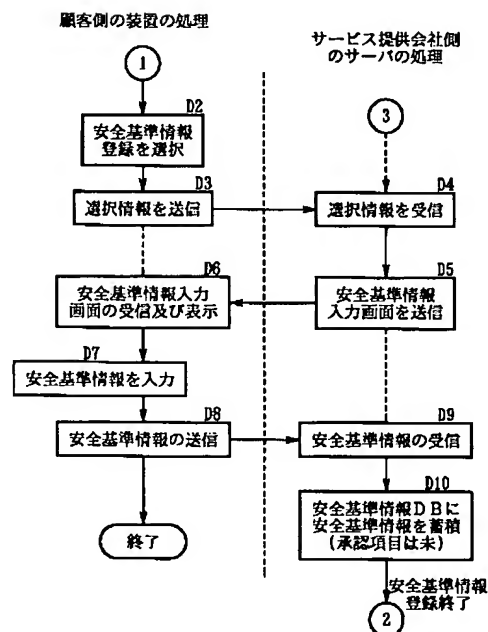 顧客側の装置の処理
サービス提供会社側
のサーバの処理
1
3
D2
安全基準情報
登録を選択
D3
選択情報を送信
D4
選択情報を受信
D6
安全基準情報入力
画面の受信及び表示
D5
安全基準情報
入力画面を送信
D7
安全基準情報を入力
D8
安全基準情報の送信
D9
安全基準情報の受信
D10
安全基準情報DBに
安全基準情報を蓄積
(承認項目は未)
終了
安全基準情報
登録終了
2